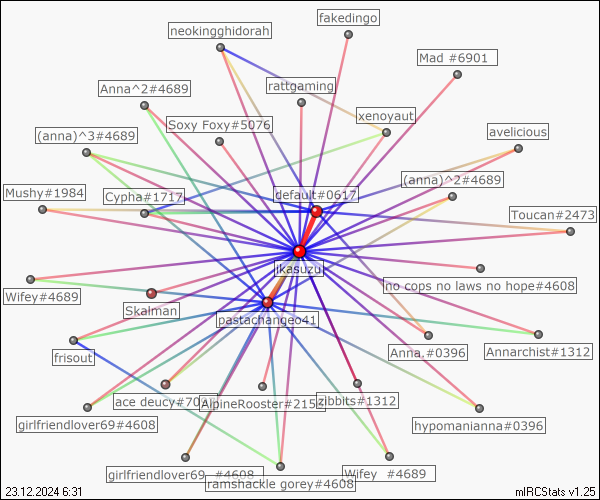 fakedingo
neokingghidorah
Mad #6901
rattgaming
Anna^2#4689
xenoyaut
Soxy Foxy#5076
(anna)^3#4689
avelicious
(anna)^2#4689
Mushy#1984
Cypha#1717
default#0617
Toucan#2473
ikasuzu
no cops no laws no hope#4608
Wifey#4689
Skalman
pastachangeo41
frisout
Anna,#0396
Annarchist#1312
ace deucy#70
AlpineRooster#215
zibbits#1312
girlfriendlover69#4608
hypomanianna#0396
girlfriendlover69_#4608
ramshackle gorey#4608
Wifey  #4689
23.12.2024 6:31
mIRCStats v1.25